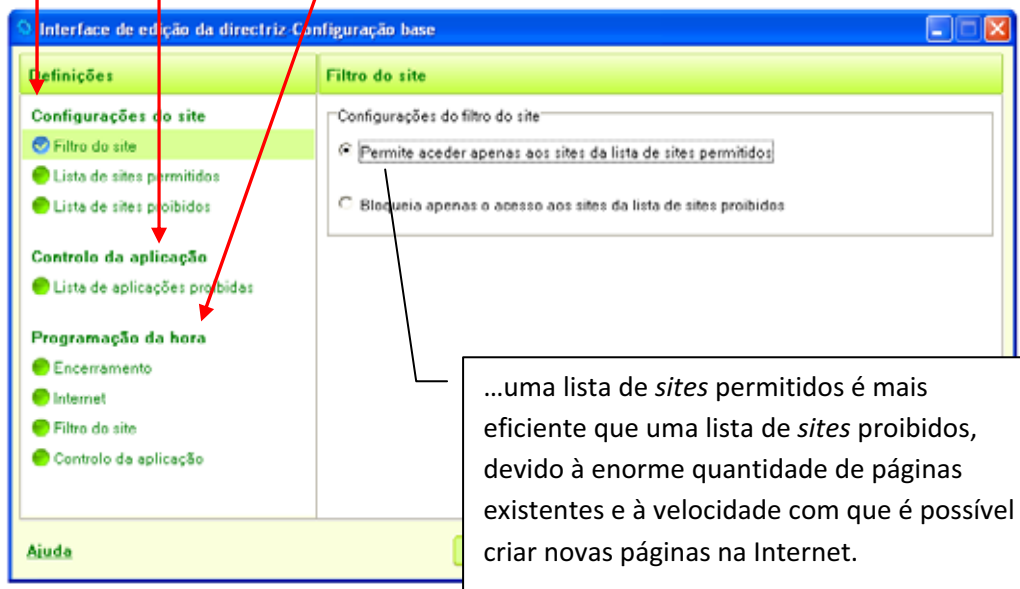 Interface de edição da directriz-Configuração base
Definições
Filtro do site
Configurações do site
Filtro do site
Lista de sites permitidos
Lista de sites proibidos
Controlo da aplicação
Lista de aplicações proibidas
Programação da hora
Encerramento
Internet
Filtro do site
Controlo da aplicação
Ajuda
Configurações do filtro do site
Permite aceder apenas aos sites da lista de sites permitidos
Bloqueia apenas o acesso aos sites da lista de sites proibidos
...uma lista de sites permitidos é mais
eficiente que uma lista de sites proibidos,
devido à enorme quantidade de páginas
existentes e à velocidade com que é possível
criar novas páginas na Internet.